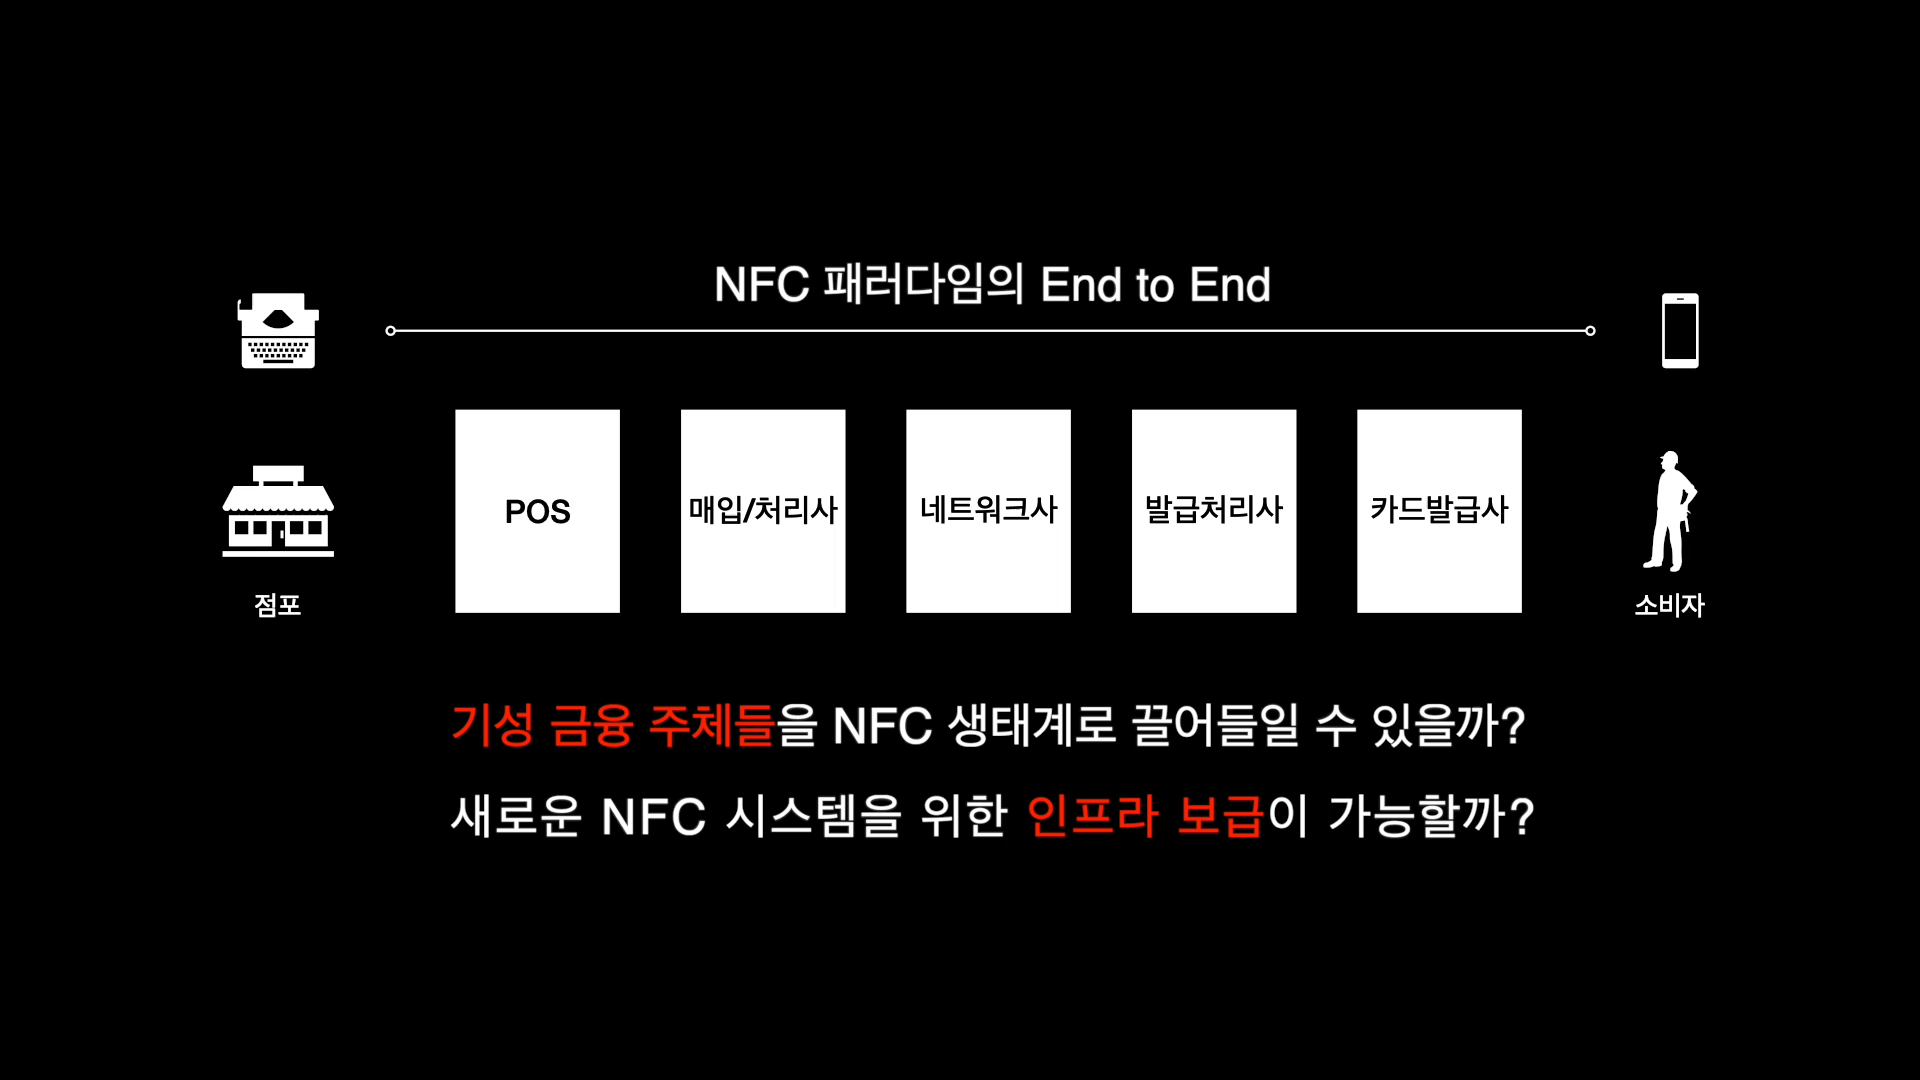 NFC 패러다임의 End to End
POS
매입/처리사
네트워크사
발급처리사
카드발급사
점포
소비자
기성 금융 주체들을 NFC 생태계로 끌어들일 수 있을까?
새로운 NFC 시스템을 위한 인프라 보급이 가능할까?